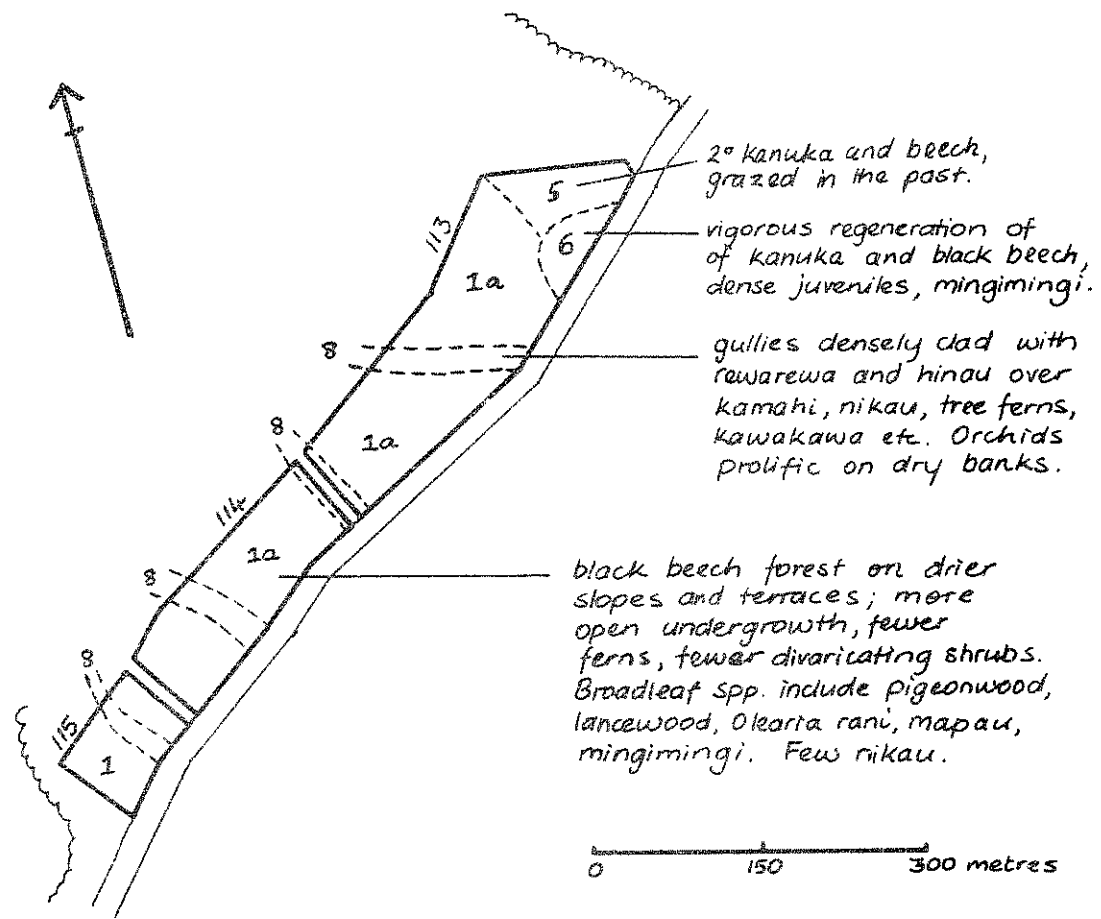 2° kanuka and beech,
grazed in the past.
5
113
vigorous regeneration of
of kanuka and black beech,
dense juveniles, mingimingi.
6
1a
8
gullies densely clad with
rewarewa and hinau over
kamahi, nikau, tree ferns,
kawakawa etc. Orchids
prolific on dry banks.
8
1a
114
1a
8
black beech forest on drier
slopes and terraces; more
open undergrowth, fewer
ferns, fewer divaricating shrubs.
Broadleaf spp. include pigeonwood,
lancewood, Olearia rani, mapau,
mingimingi. Few nikau.
8
115
1
0 150 300 metres